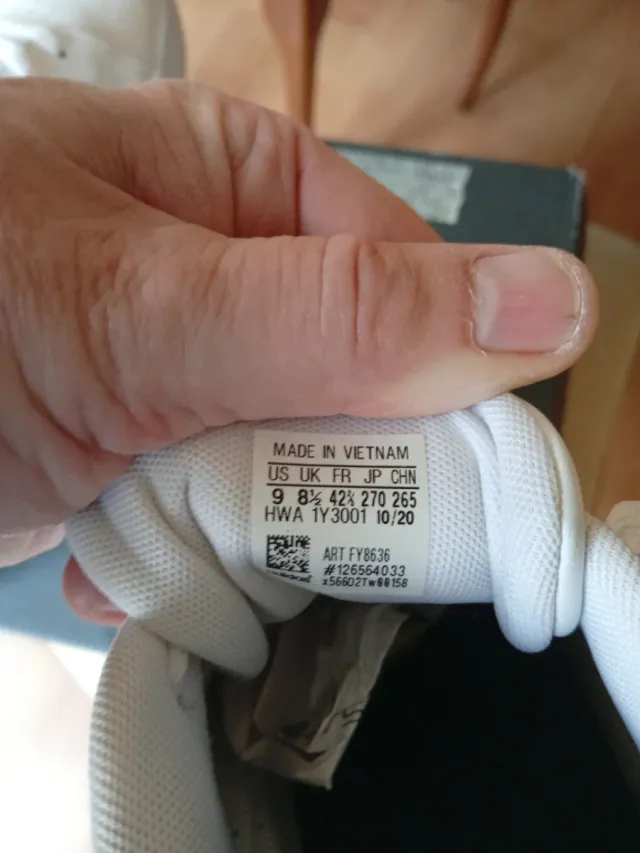 MADE IN VIETNAM
US UK FR JP CHN
9 8½ 42⅔ 270 265
HWA 1Y3001 10/20
ART FY8636
#126564033
adidas